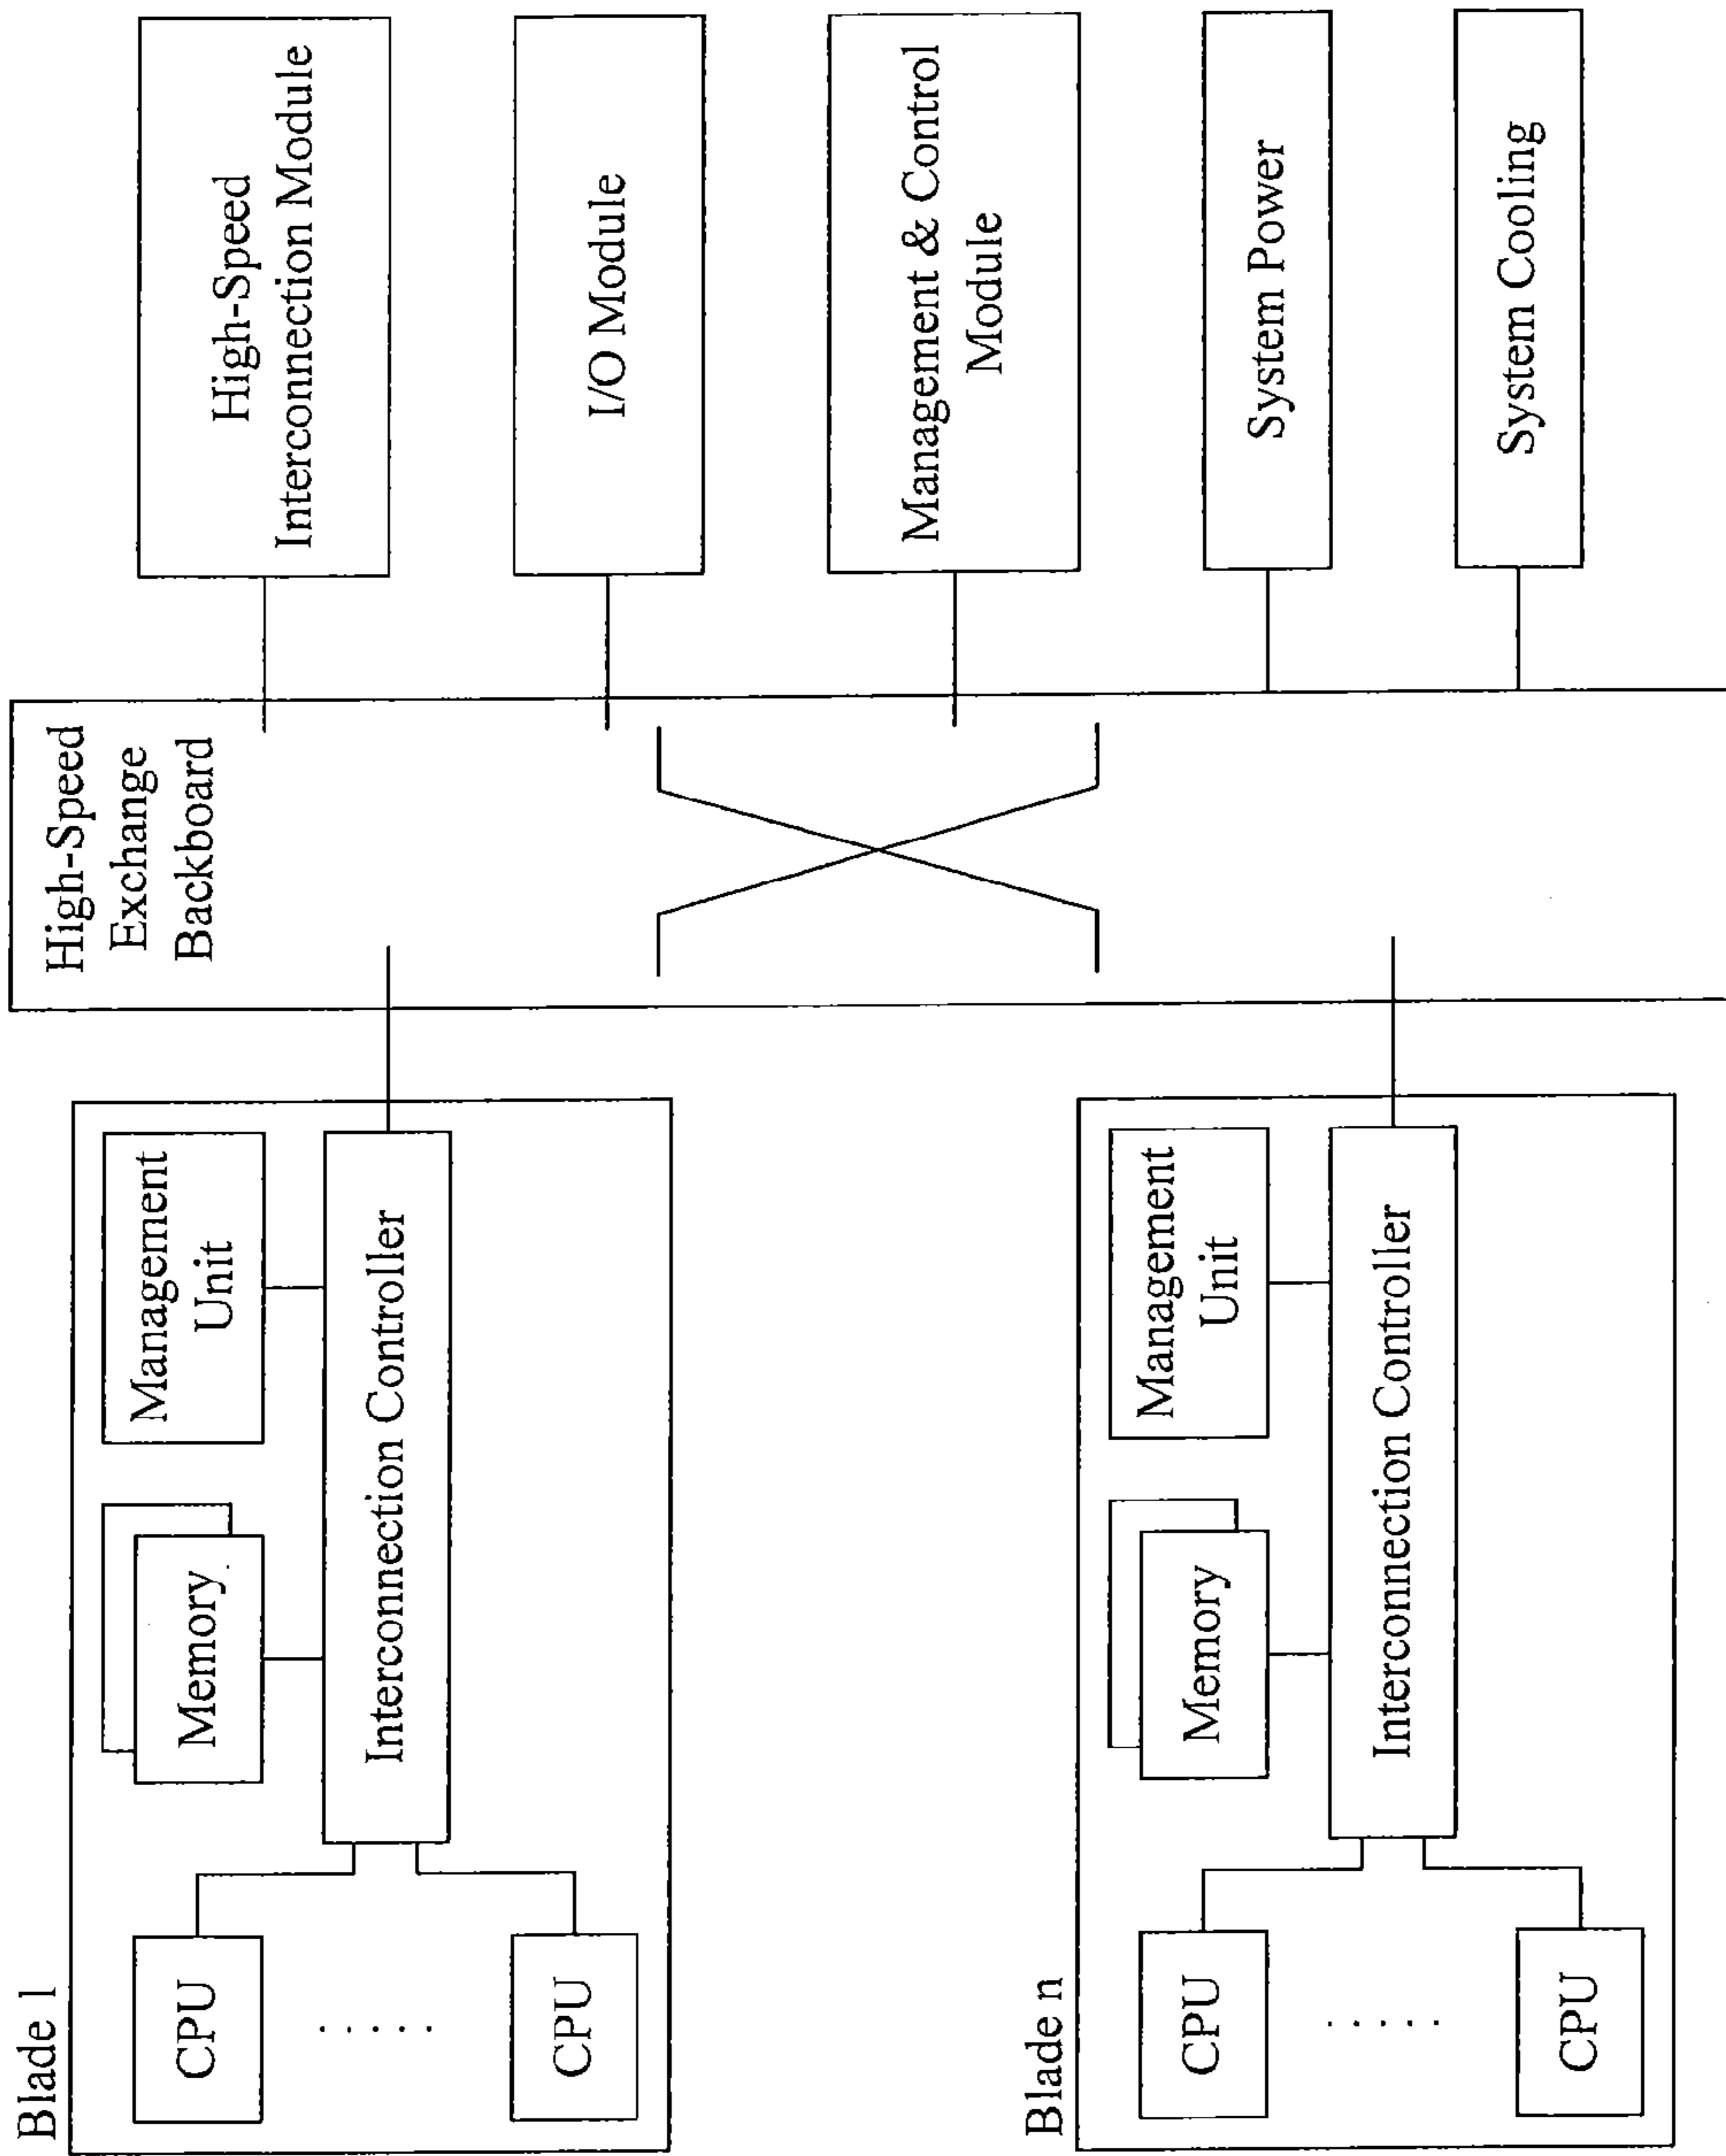 Blade 1
CPU
. . . . .
CPU
Memory
Management
Unit
Interconnection Controller
Blade n
CPU
. . . . .
CPU
Memory
Management
Unit
Interconnection Controller
High-Speed
Exchange
Backboard
High-Speed
Interconnection Module
I/O Module
Management & Control
Module
System Power
System Cooling